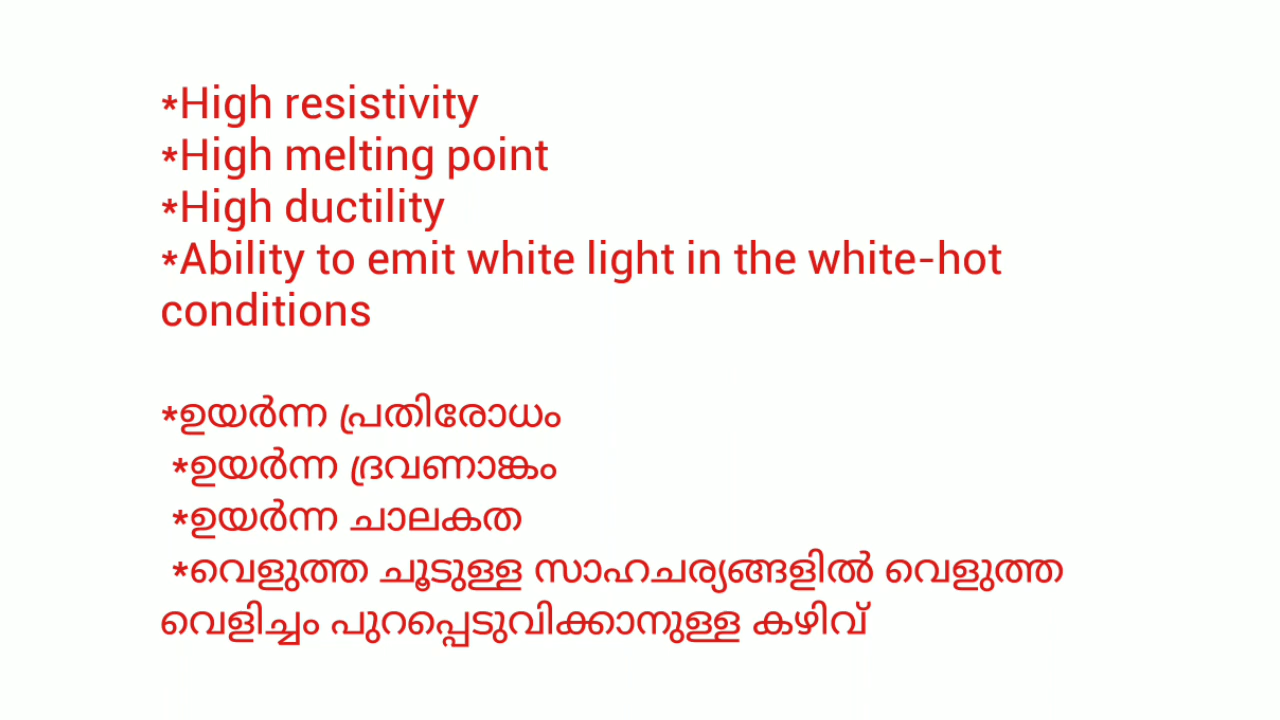 *High resistivity
*High melting point
*High ductility
*Ability to emit white light in the white-hot
conditions
*ഉയർന്ന പ്രതിരോധം
*ഉയർന്ന ദ്രവണാങ്കം
*ഉയർന്ന ചാലകത
*വെളുത്ത ചൂടുള്ള സാഹചര്യങ്ങളിൽ വെളുത്ത
വെളിച്ചം പുറപ്പെടുവിക്കാനുള്ള കഴിവ്